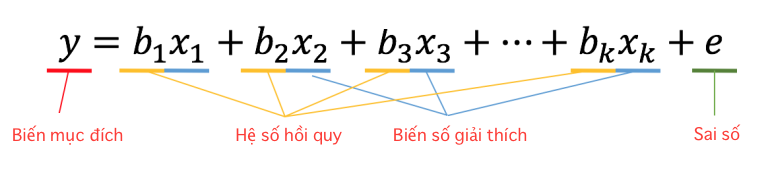 y = b₁x₁ + b₂x₂ + b₃x₃ + ⋯ + bₖxₖ + e
Biến mục đích Hệ số hồi quy Biến số giải thích Sai số